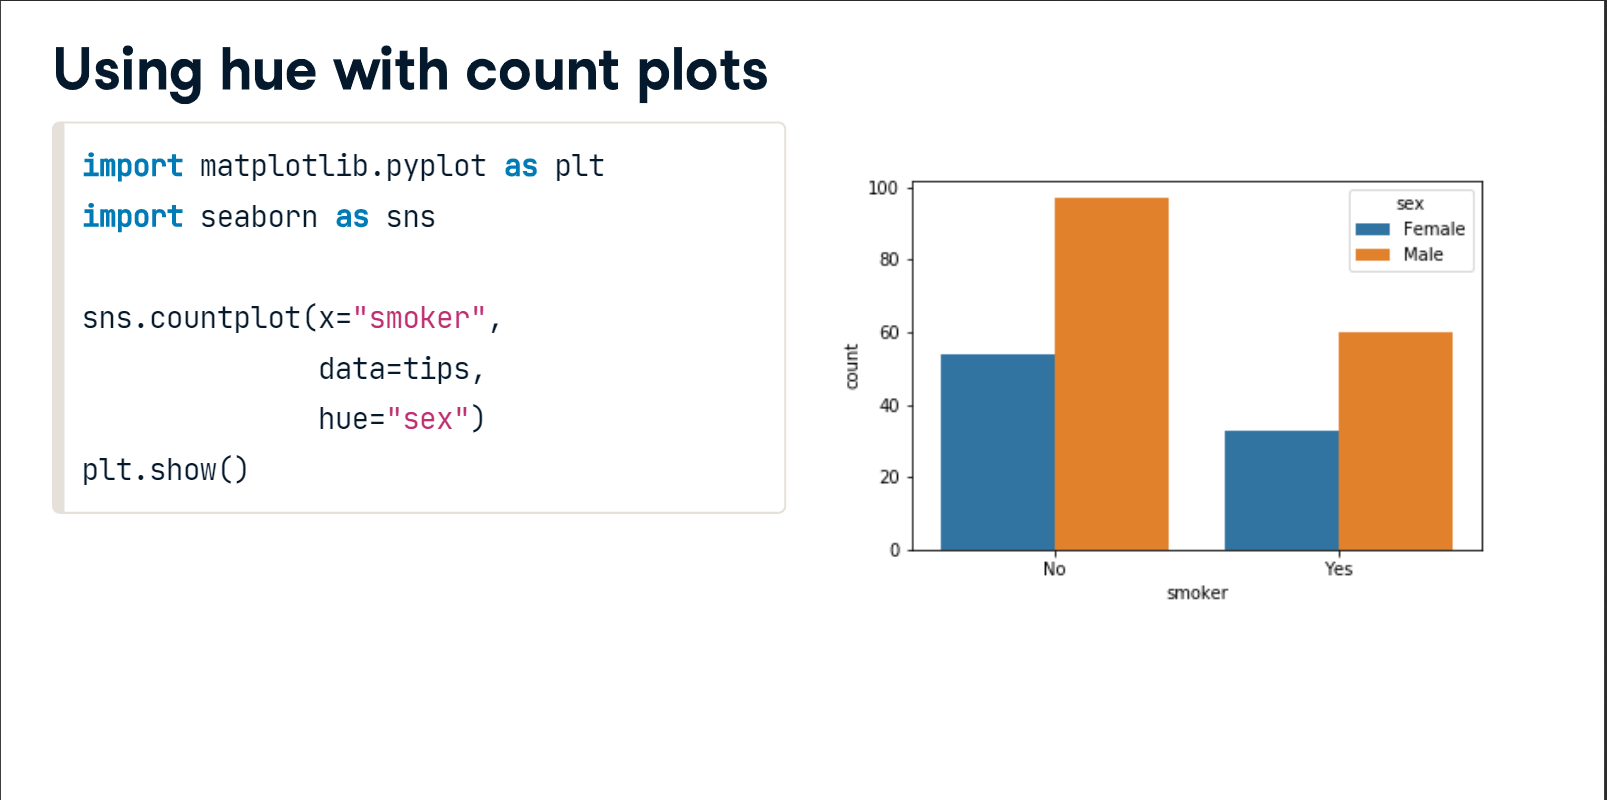 Using hue with count plots
import matplotlib.pyplot as plt
import seaborn as sns
sns.countplot(x="smoker",
data=tips,
hue="sex")
plt.show()
100
80
60
40
20
0
count
No
Yes
smoker
sex
Female
Male